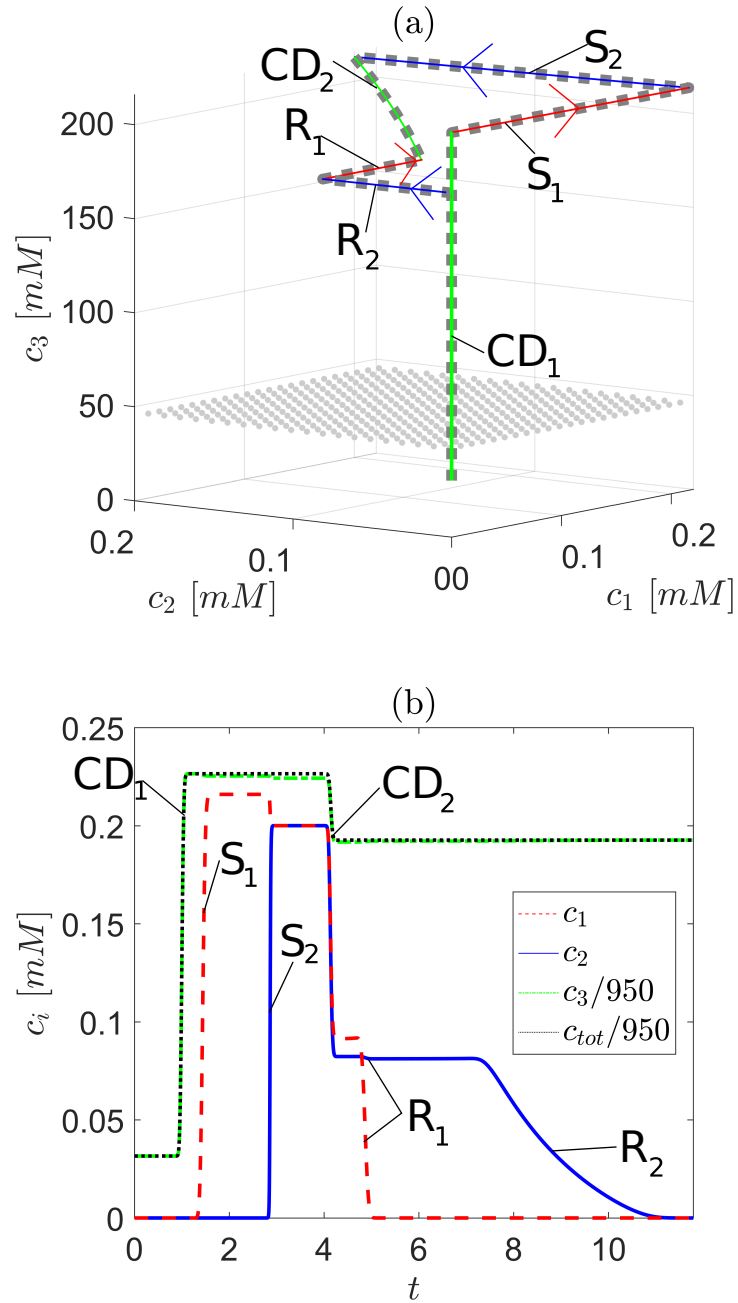 (a)
S2
CD2
200
R1
S1
150
R2
c3 [mM]
100
CD1
50
0
0.2
0.1
00
0.1
0.2
c2 [mM]
c1 [mM]
(b)
0.25
CD1
CD2
0.2
S1
0.15
S2
c1
c2
c3/950
ctot/950
ci [mM]
0.1
R1
0.05
R2
0
0 2 4 6 8 10
t